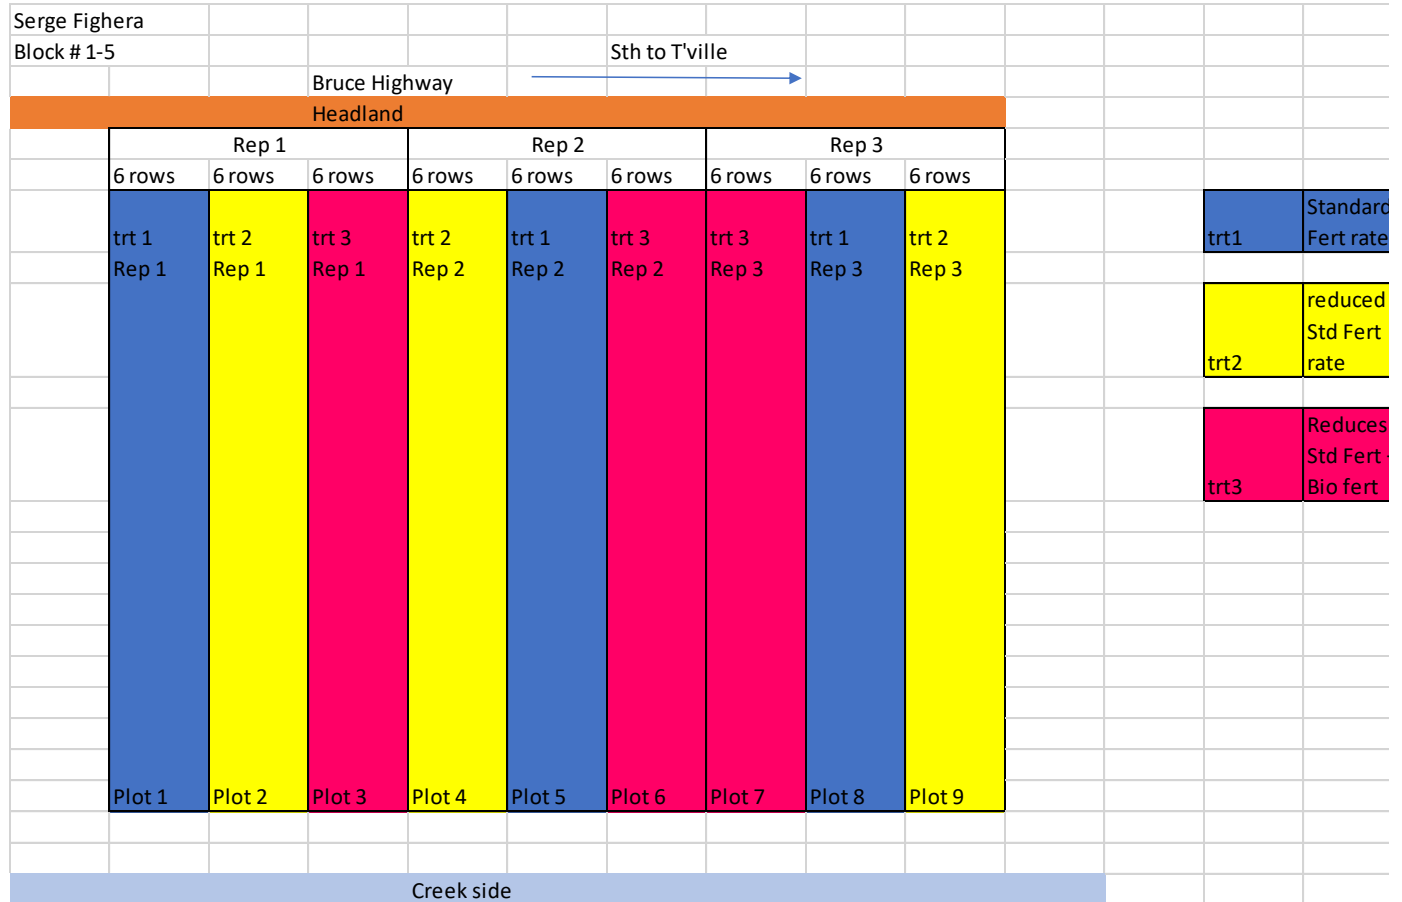 Serge Fighera
Block # 1-5
Sth to T'ville
Bruce Highway
Headland
Rep 1 Rep 2 Rep 3
6 rows 6 rows 6 rows 6 rows 6 rows 6 rows 6 rows 6 rows 6 rows
trt 1 trt 2 trt 3 trt 2 trt 1 trt 3 trt 3 trt 1 trt 2
Rep 1 Rep 1 Rep 1 Rep 2 Rep 2 Rep 2 Rep 3 Rep 3 Rep 3
Plot 1 Plot 2 Plot 3 Plot 4 Plot 5 Plot 6 Plot 7 Plot 8 Plot 9
Creek side
Standard
trt1 Fert rate
reduced
Std Fert
trt2 rate
Reduces
Std Fert -
trt3 Bio fert